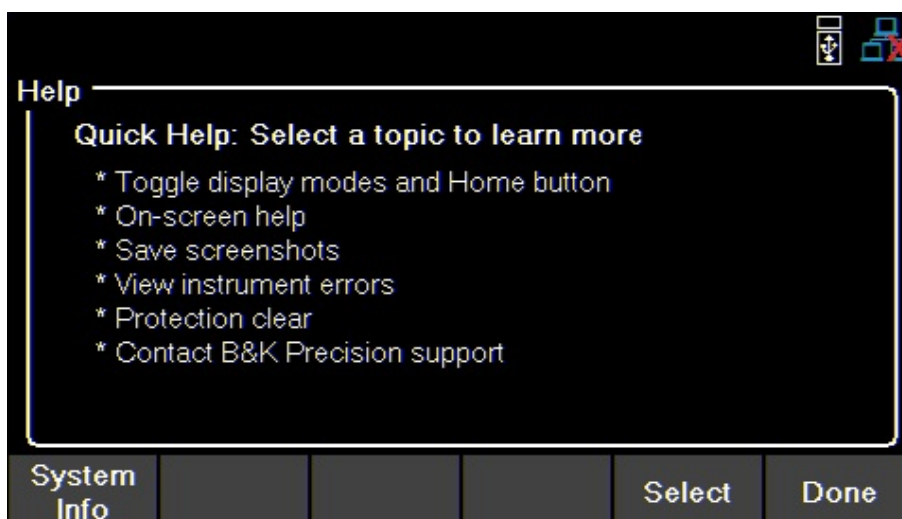 Help
Quick Help: Select a topic to learn more
* Toggle display modes and Home button
* On-screen help
* Save screenshots
* View instrument errors
* Protection clear
* Contact B&K Precision support
System
Info
Select
Done